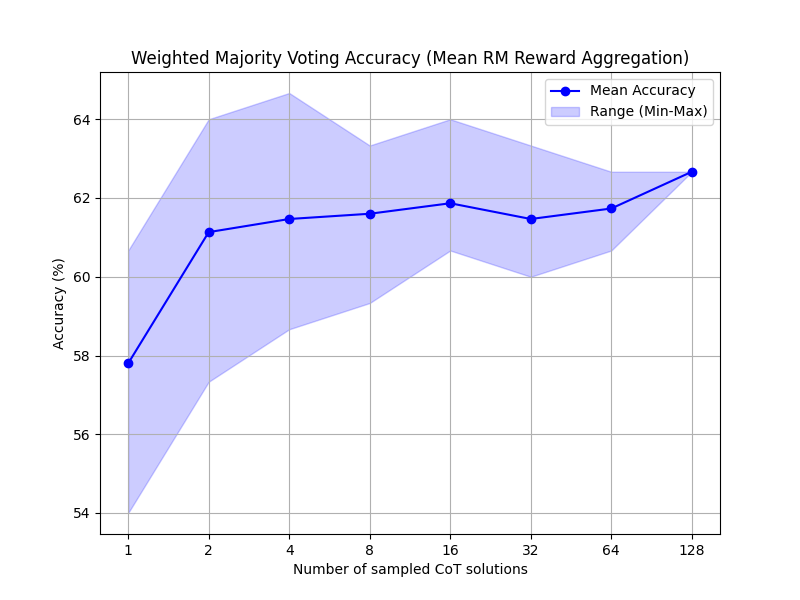 Weighted Majority Voting Accuracy (Mean RM Reward Aggregation)
Mean Accuracy
Range (Min-Max)
64
62
60
58
56
54
Accuracy (%)
1 2 4 8 16 32 64 128
Number of sampled CoT solutions